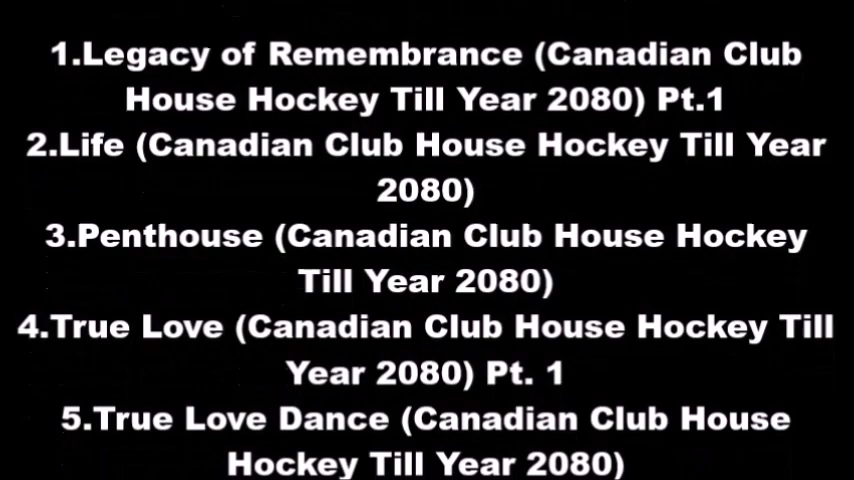 1.Legacy of Remembrance (Canadian Club
House Hockey Till Year 2080) Pt.1
2.Life (Canadian Club House Hockey Till Year
2080)
3.Penthouse (Canadian Club House Hockey
Till Year 2080)
4.True Love (Canadian Club House Hockey Till
Year 2080) Pt. 1
5.True Love Dance (Canadian Club House
Hockey Till Year 2080)